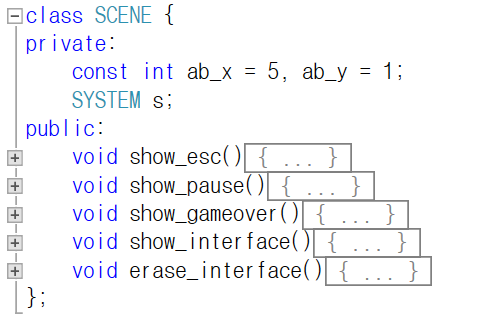 class SCENE {
private:
const int ab_x = 5, ab_y = 1;
SYSTEM s;
public:
void show_esc(){ ... }
void show_pause(){ ... }
void show_gameover(){ ... }
void show_interface(){ ... }
void erase_interface(){ ... }
};